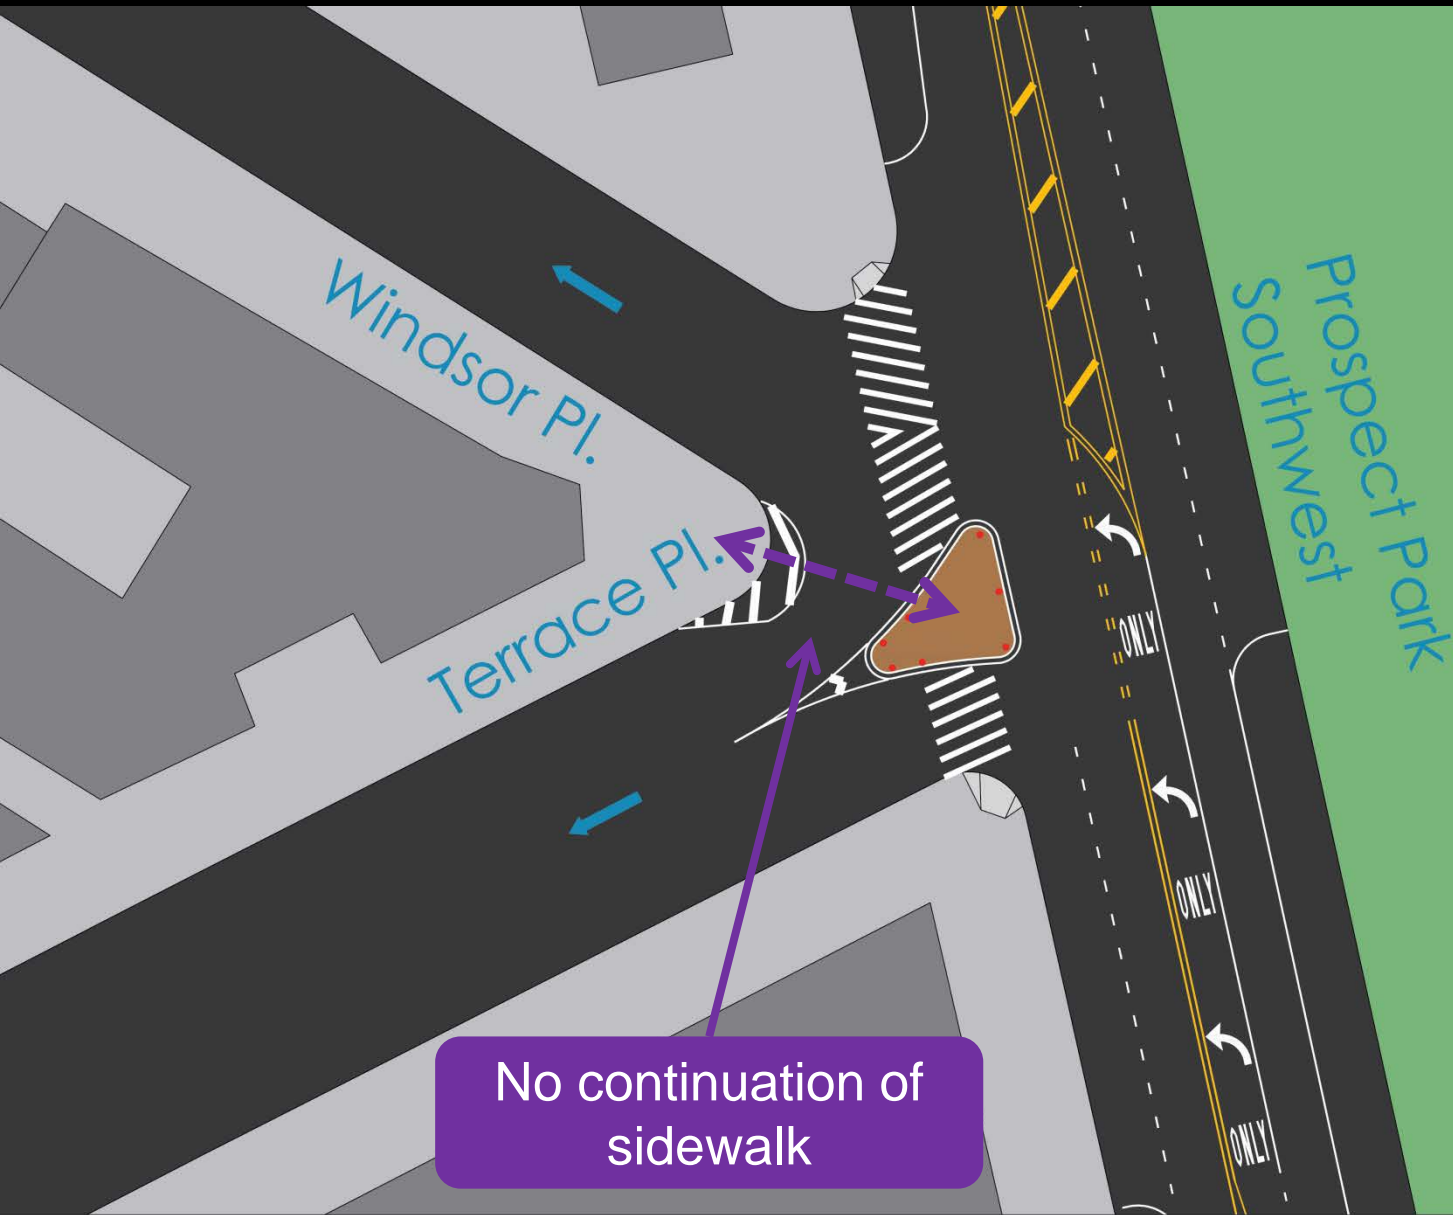 Windsor Pl.
Terrace Pl.
Prospect Park
Southwest
ONLY
ONLY
ONLY
No continuation of
sidewalk